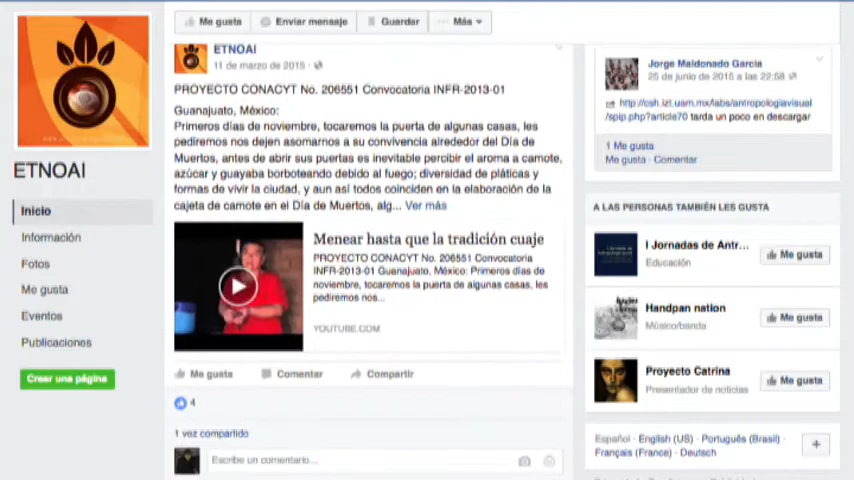 Me gusta
Enviar mensaje
Guardar
Más
ETNOAI
11 de marzo de 2015
PROYECTO CONACYT No. 206551 Convocatoria INFR-2013-01
Guanajuato, México:
Primeros días de noviembre, tocaremos la puerta de algunas casas, les
pediremos nos dejen asomarnos a su convivencia alrededor del Día de
Muertos, antes de abrir sus puertas es inevitable percibir el aroma a camote,
azúcar y guayaba borboteando debido al fuego; diversidad de pláticas y
formas de vivir la ciudad, y aun así todos coinciden en la elaboración de la
cajeta de camote en el Día de Muertos, alg... Ver más
Menear hasta que la tradición cuaje
PROYECTO CONACYT No. 206551 Convocatoria
INFR-2013-01 Guanajuato, México: Primeros días de
noviembre, tocaremos la puerta de algunas casas, les
pediremos nos...
YOUTUBE.COM
Me gusta
Comentar
Compartir
4
1 vez compartido
Escribe un comentario...
ETNOAI
Inicio
Información
Fotos
Me gusta
Eventos
Publicaciones
Crear una página
Jorge Maldonado García
25 de junio de 2015 a las 22:58
http://csh.izt.uam.mx/labs/antropologiavisual
/spip.php?article70 tarda un poco en descargar
1 Me gusta
Me gusta · Comentar
A LAS PERSONAS TAMBIÉN LES GUSTA
I Jornadas de Antr...
Educación
Me gusta
Handpan nation
Músico/banda
Me gusta
Proyecto Catrina
Presentador de noticias
Me gusta
Español · English (US) · Português (Brasil) ·
Français (France) · Deutsch